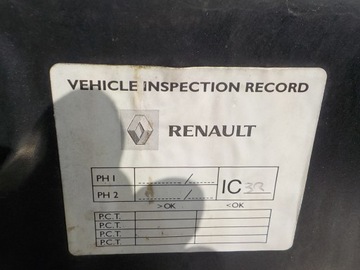 VEHICLE INSPECTION RECORD
RENAULT
PH 1 ......../........
PH 2 ......../........
IC
>OK <OK
P.C.T.
P.C.T.
P.C.T.
P.C.T.